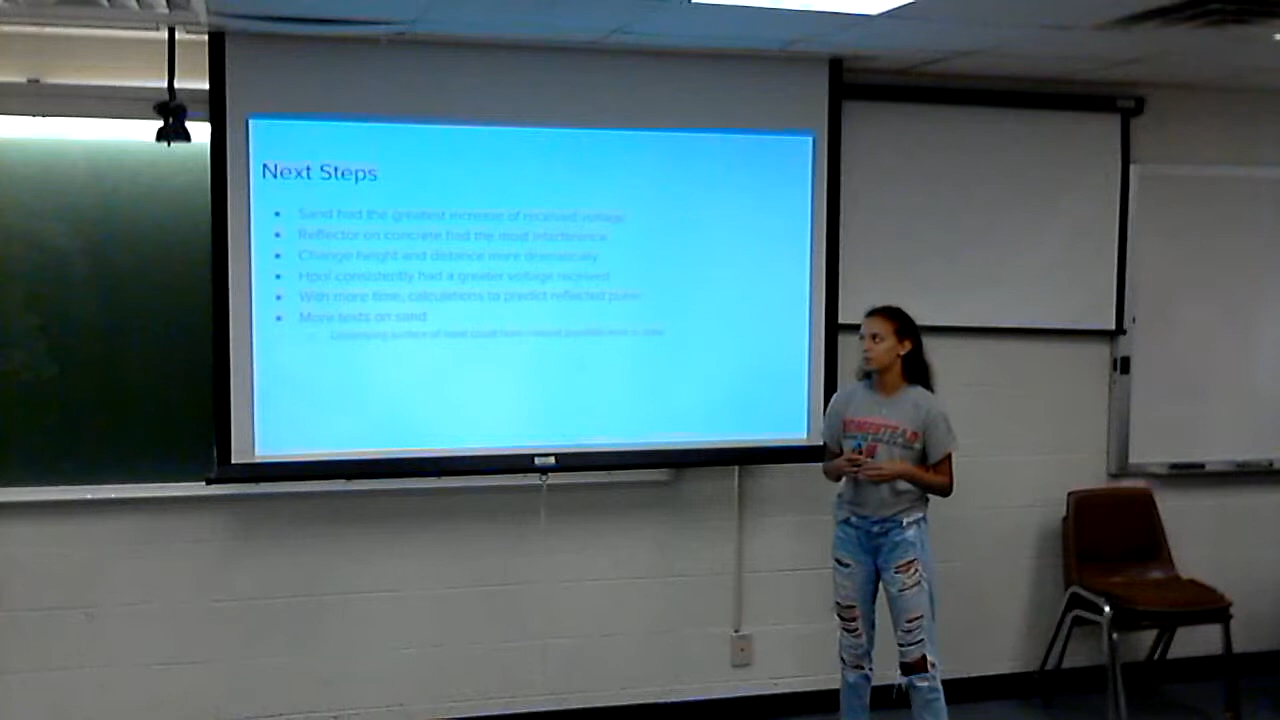 Next Steps
Sand had the greatest increase of received voltage
Reflector on concrete had the most interference
Change height and distance more dramatically
Hpol consistently had a greater voltage received
With more time, calculations to predict reflected pulse
More tests on sand
HOMESTEAD